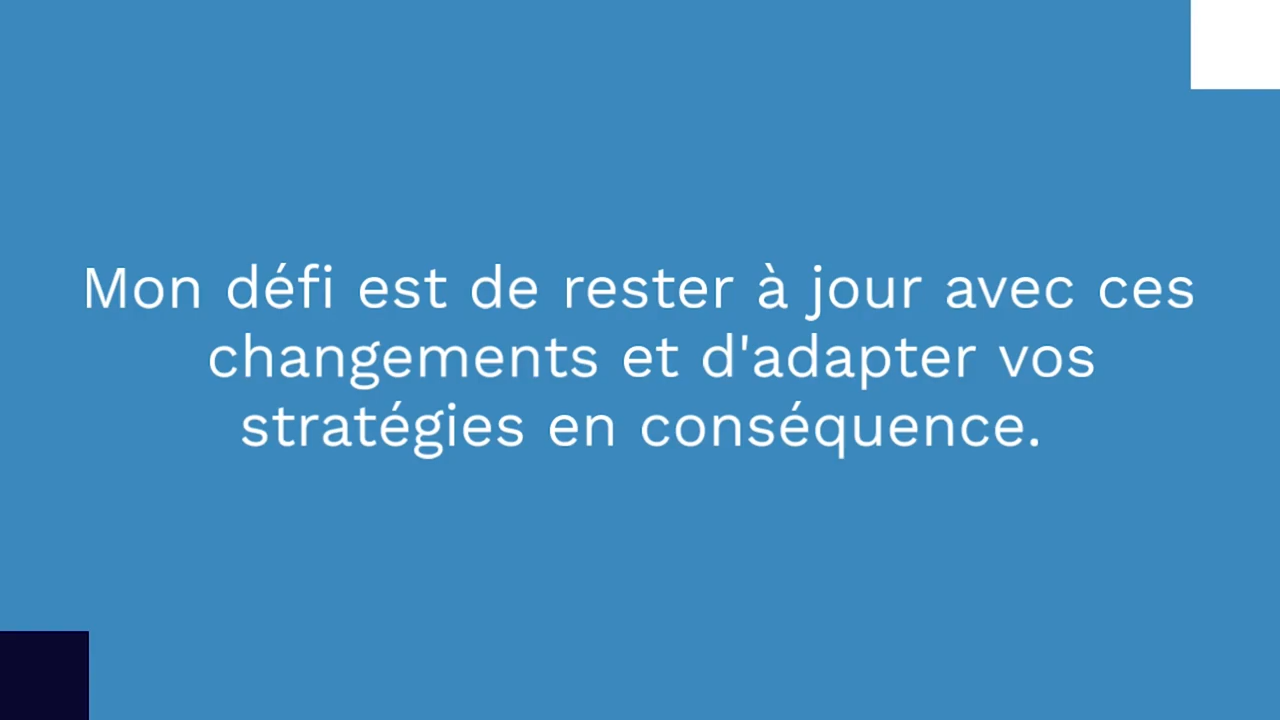 Mon défi est de rester à jour avec ces
changements et d'adapter vos
stratégies en conséquence.